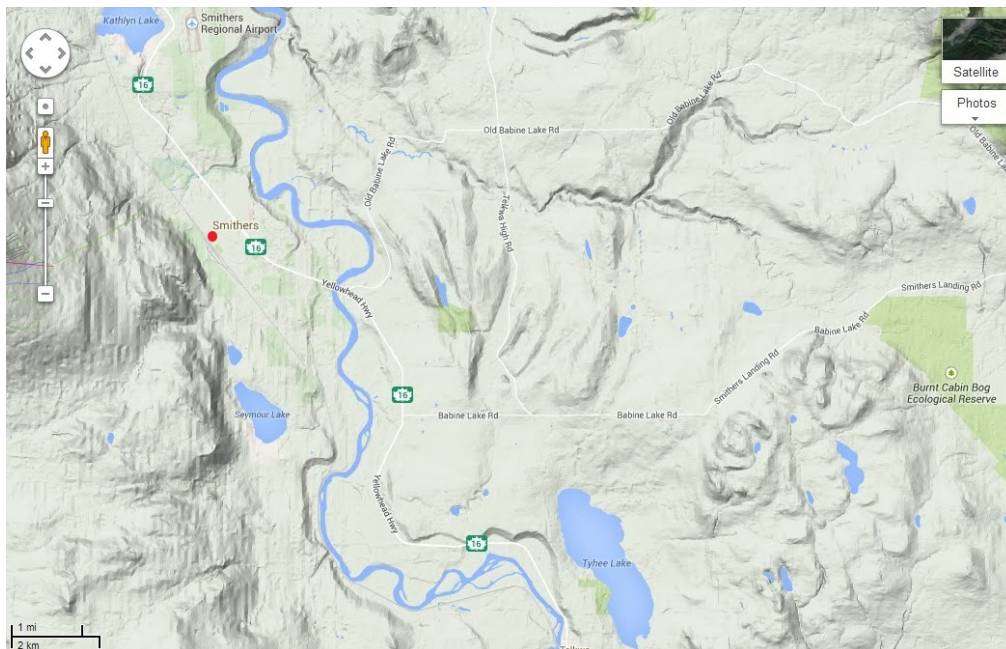 Kathlyn Lake
Smithers
Regional Airport
16
Satellite
Photos
Old Babine Lake Rd
Old Babine Lake Rd
Old Babine Lake Rd
Old Babine
Telkwa High Rd
Smithers
16
Yellowhead Hwy
Smithers Landing Rd
Babine Lake Rd
Smithers Landing Rd
Burnt Cabin Bog
Ecological Reserve
16
Seymour Lake
Babine Lake Rd
Babine Lake Rd
Yellowhead Hwy
16
Tyhee Lake
1 mi
2 km
Telkwa